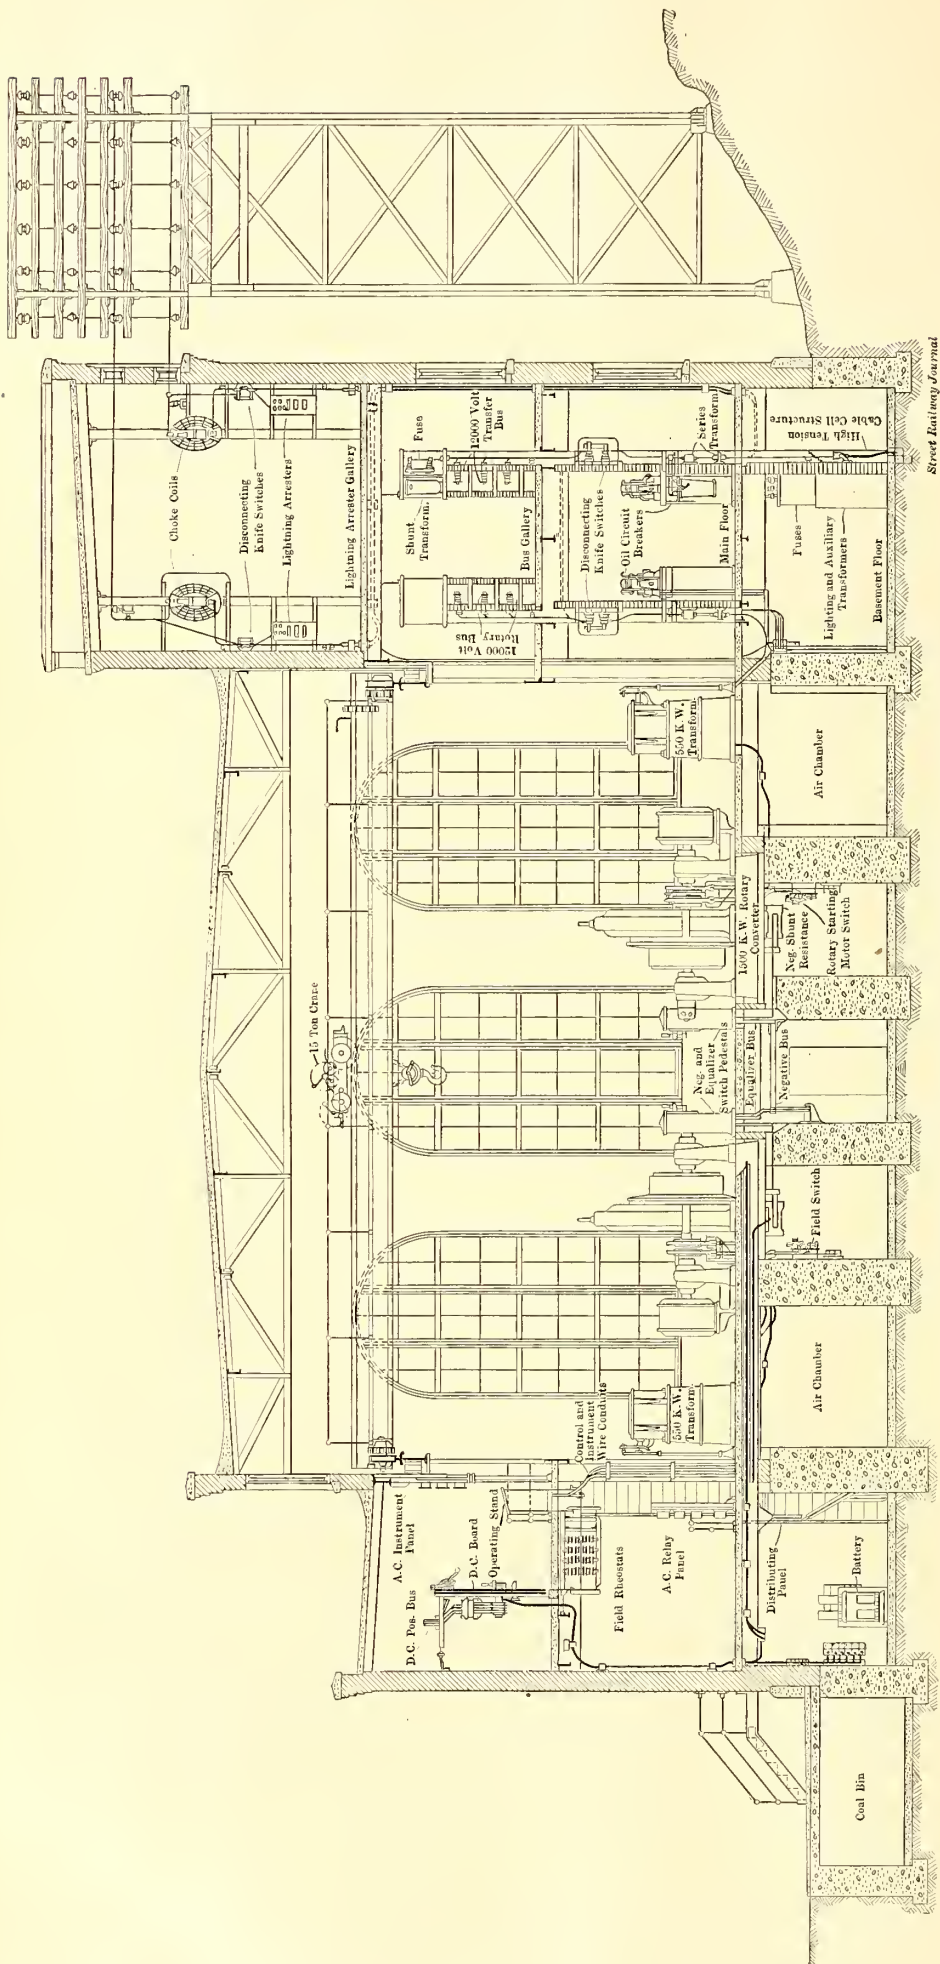 Choke Coils
Disconnecting
Knife Switches
Lightning Arresters
Lightning Arrester Gallery
Fuse
Shunt
Transform.
12000 Volt
Transfer
Bus
Bus Gallery
12000 Volt
Rotary Bus
Disconnecting
Knife Switches
Oil Circuit
Breakers
Series
Transform.
Main Floor
High Tension
Cable Cell Structure
Fuses
Lighting and Auxiliary
Transformers
Basement Floor
15 Ton Crane
550 K.W.
Transform.
1500 K.W. Rotary
Converter
Neg. Shunt
Resistance
Rotary Starting
Motor Switch
Air Chamber
Neg. and
Equalizer
Switch Pedestals
Equalizer Bus
Negative Bus
Field Switch
Air Chamber
550 K.W.
Transform.
Control and
Instrument
Wire Conduits
A.C. Instrument
Panel
D.C. Pos. Bus
D.C. Board
Operating Stand
Field Rheostats
A.C. Relay
Panel
Distributing
Panel
Battery
Coal Bin
Street Railway Journal